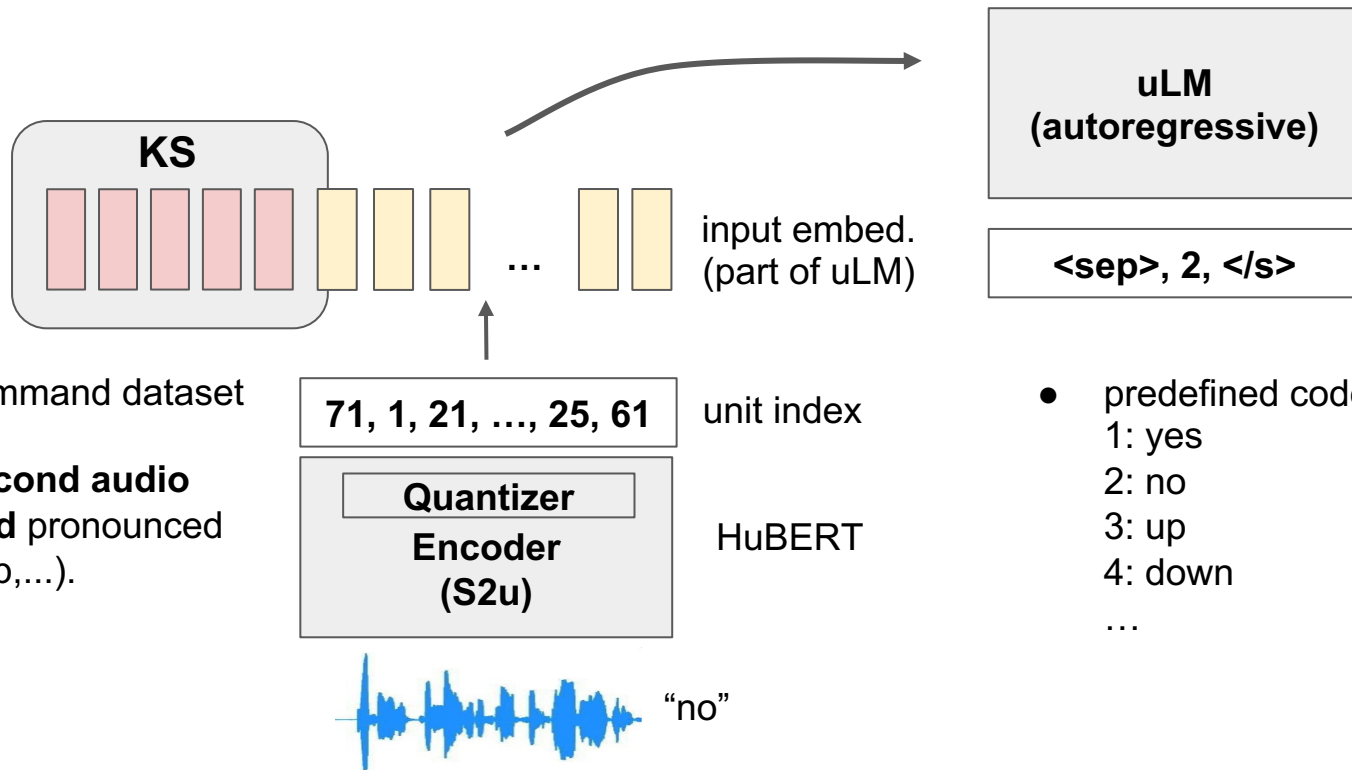 uLM
(autoregressive)
KS
...
input embed.
(part of uLM)
<sep>, 2, </s>
mmand dataset
71, 1, 21, ..., 25, 61
unit index
cond audio
d pronounced
o,...).
Quantizer
Encoder
(S2u)
HuBERT
“no”
● predefined code
1: yes
2: no
3: up
4: down
…